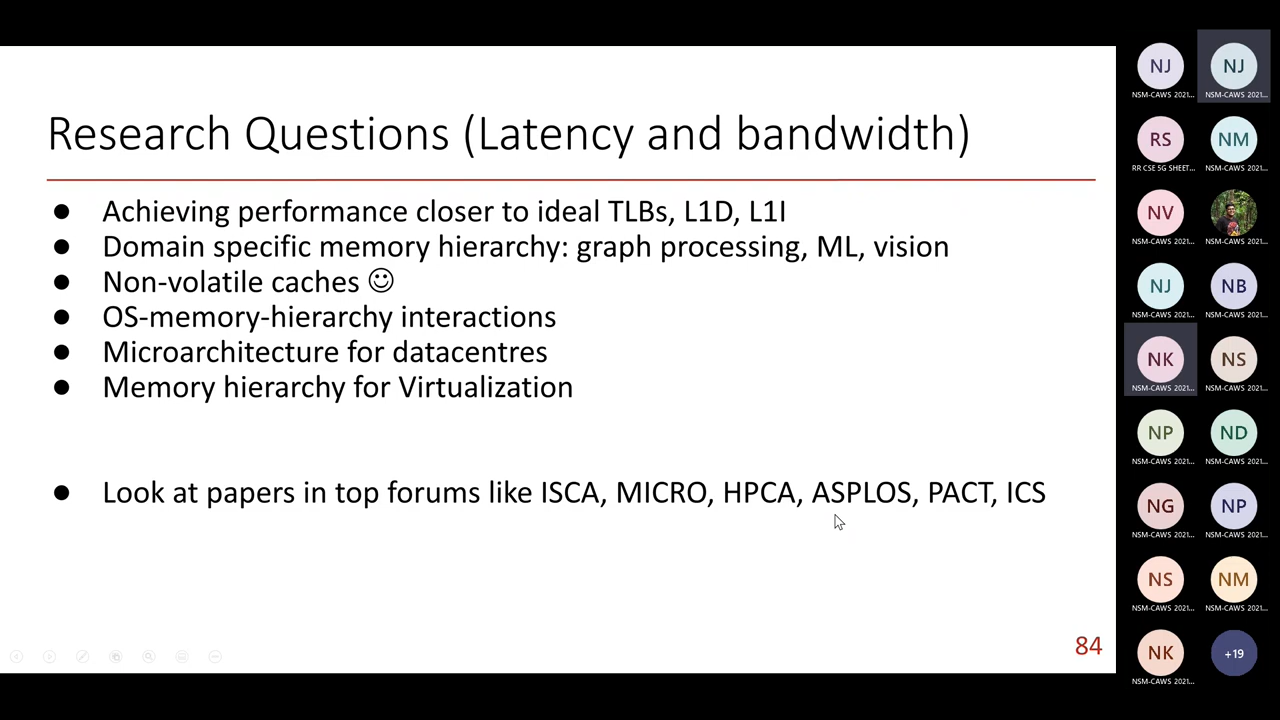 Research Questions (Latency and bandwidth)
● Achieving performance closer to ideal TLBs, L1D, L1I
● Domain specific memory hierarchy: graph processing, ML, vision
● Non-volatile caches ☺
● OS-memory-hierarchy interactions
● Microarchitecture for datacentres
● Memory hierarchy for Virtualization
● Look at papers in top forums like ISCA, MICRO, HPCA, ASPLOS, PACT, ICS
84
NJ NJ
NSM-CAWS 2021... NSM-CAWS 2021...
RS NM
RR CSE 5G SHEET... NSM-CAWS 2021...
NV
NSM-CAWS 2021... NSM-CAWS 2021...
NJ NB
NSM-CAWS 2021... NSM-CAWS 2021...
NK NS
NSM-CAWS 2021... NSM-CAWS 2021...
NP ND
NSM-CAWS 2021... NSM-CAWS 2021...
NG NP
NSM-CAWS 2021... NSM-CAWS 2021...
NS NM
NSM-CAWS 2021... NSM-CAWS 2021...
NK +19
NSM-CAWS 2021...